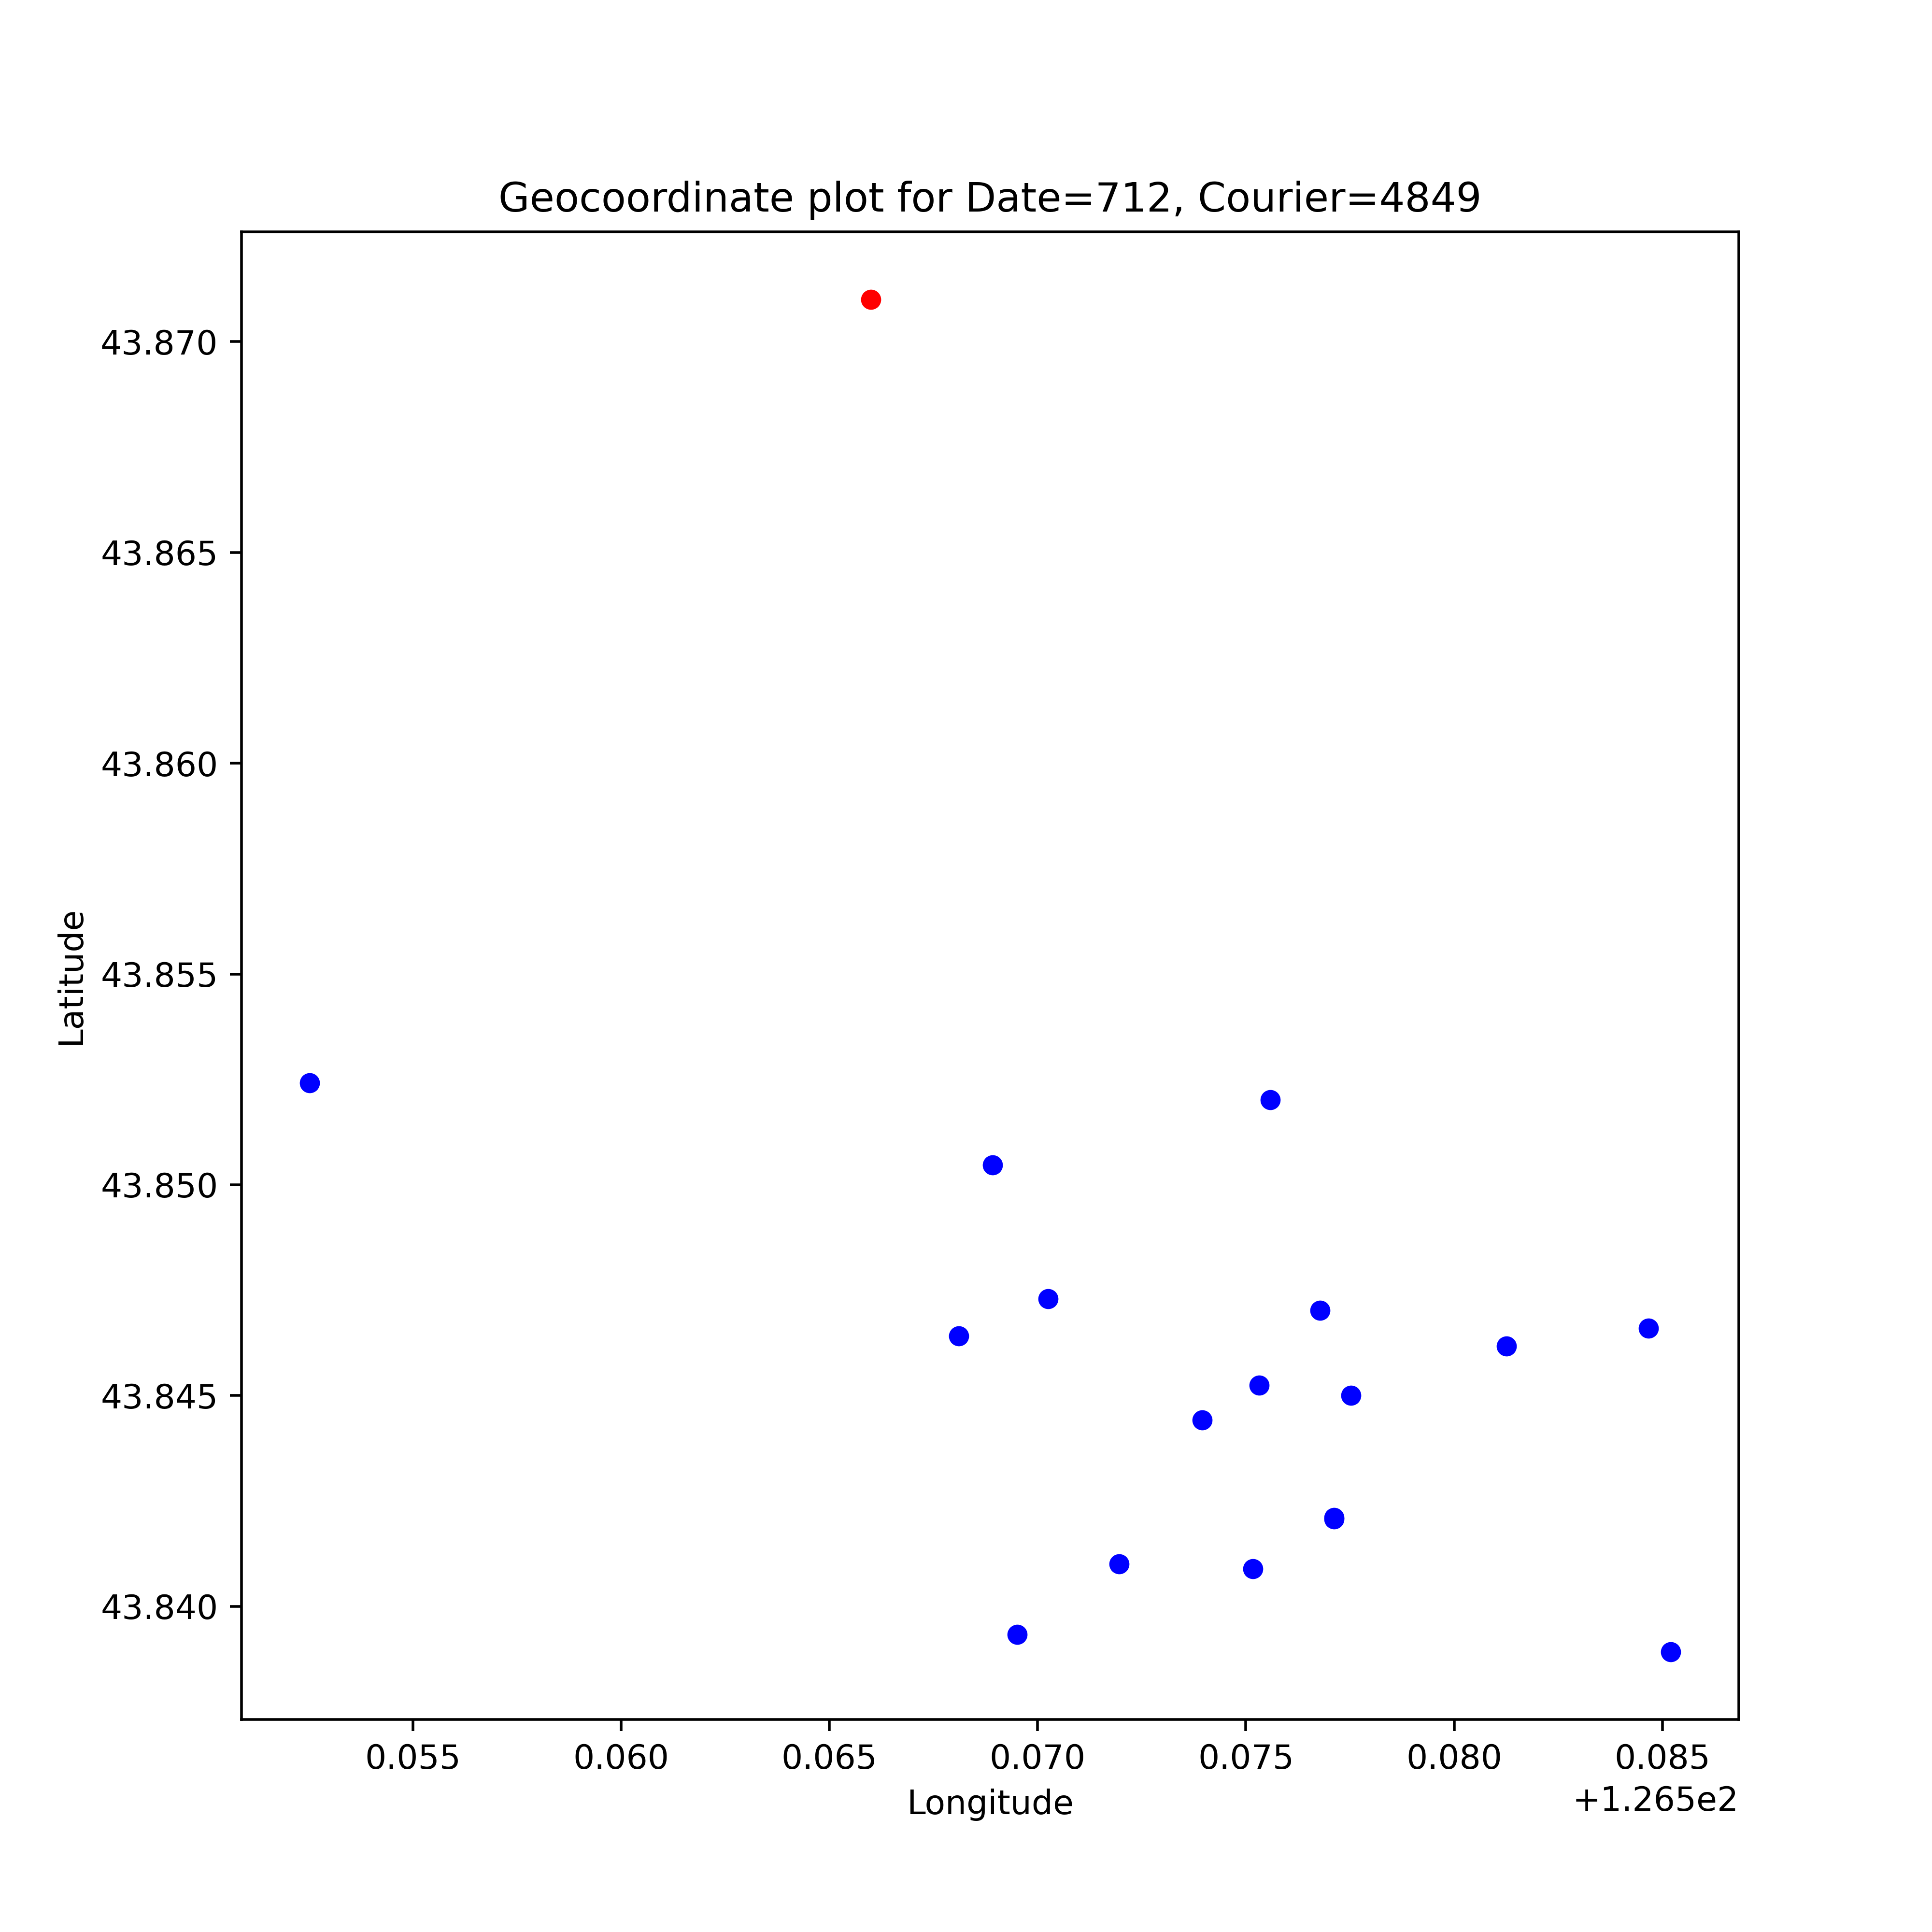 Geocoordinate plot for Date=712, Courier=4849
43.870
43.865
43.860
43.855
43.850
43.845
43.840
Latitude
0.055 0.060 0.065 0.070 0.075 0.080 0.085
Longitude
+1.265e2